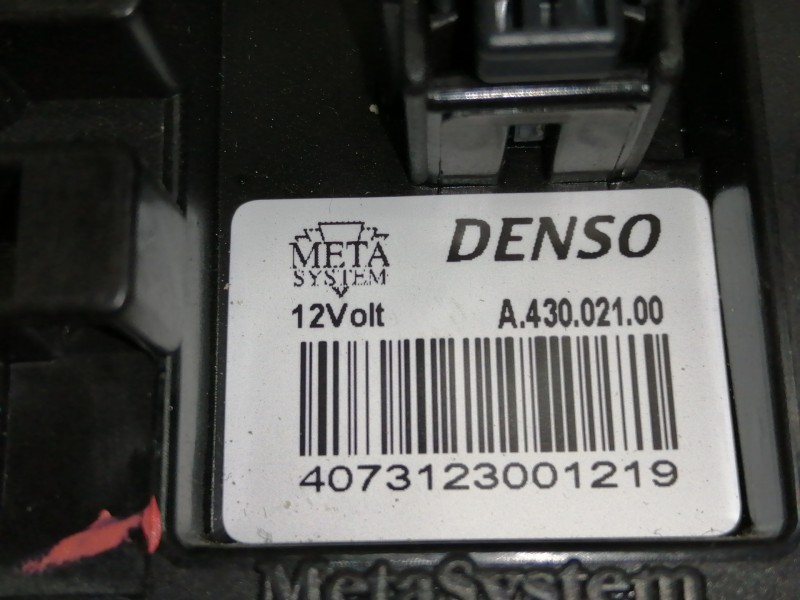 META
SYSTEM
DENSO
12Volt A.430.021.00
4073123001219
MetaSystem